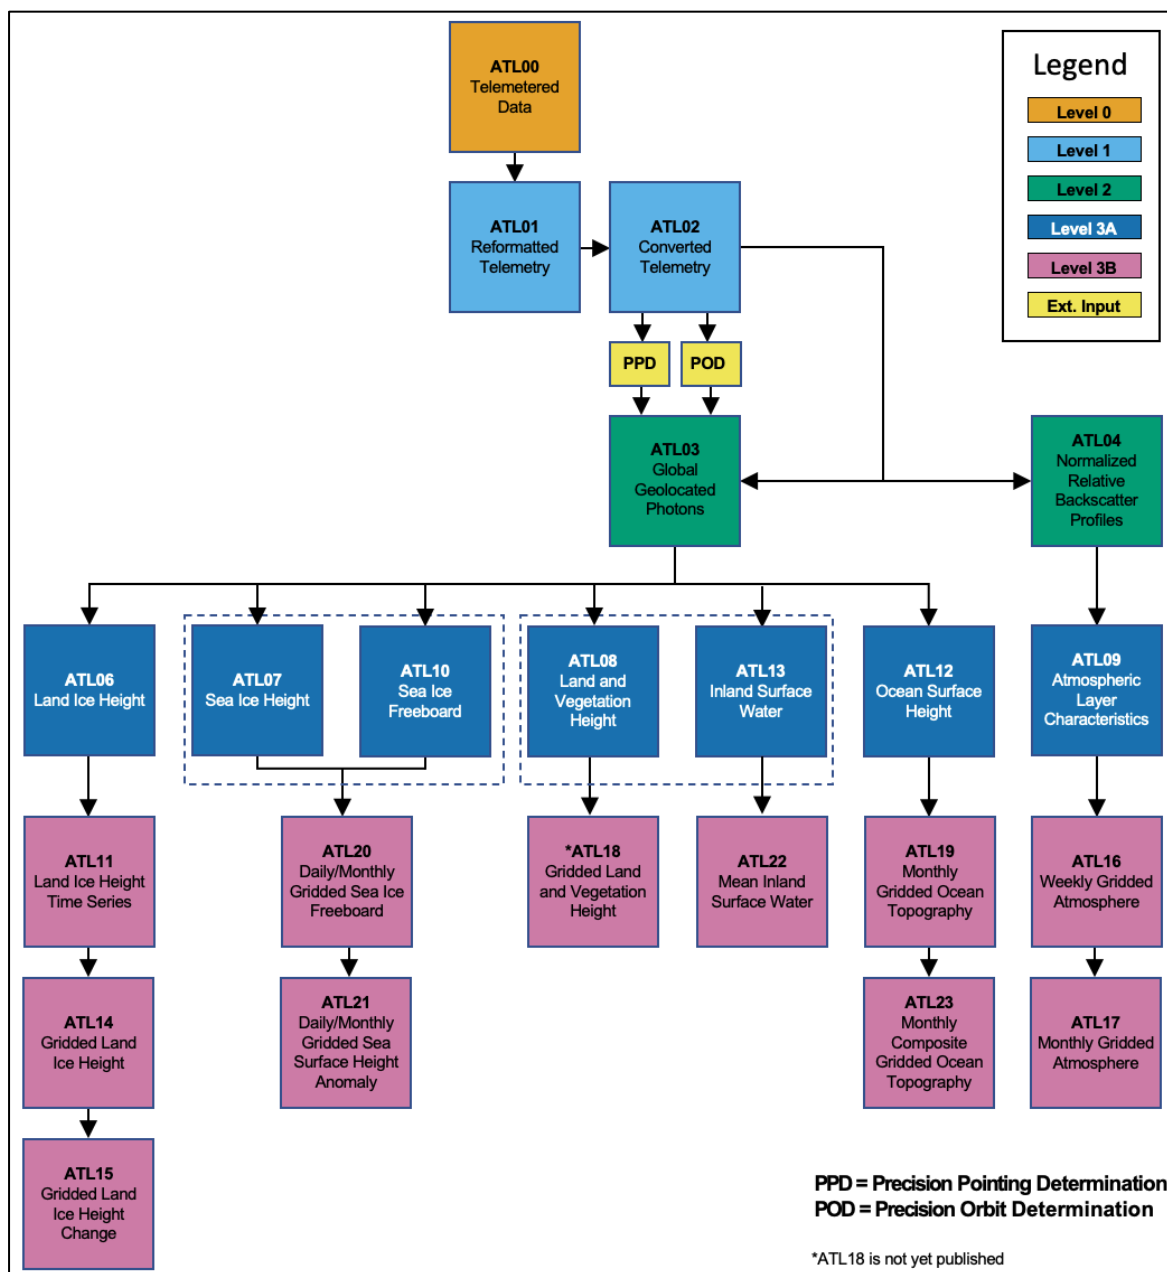 ATL00
Telemetered
Data
Legend
Level 0
Level 1
Level 2
Level 3A
Level 3B
Ext. Input
ATL01
Reformatted
Telemetry
ATL02
Converted
Telemetry
PPD
POD
ATL03
Global
Geolocated
Photons
ATL04
Normalized
Relative
Backscatter
Profiles
ATL06
Land Ice Height
ATL07
Sea Ice Height
ATL10
Sea Ice
Freeboard
ATL08
Land and
Vegetation
Height
ATL13
Inland Surface
Water
ATL12
Ocean Surface
Height
ATL09
Atmospheric
Layer
Characteristics
ATL11
Land Ice Height
Time Series
ATL20
Daily/Monthly
Gridded Sea Ice
Freeboard
*ATL18
Gridded Land
and Vegetation
Height
ATL22
Mean Inland
Surface Water
ATL19
Monthly
Gridded Ocean
Topography
ATL16
Weekly Gridded
Atmosphere
ATL14
Gridded Land
Ice Height
ATL21
Daily/Monthly
Gridded Sea
Surface Height
Anomaly
ATL23
Monthly
Composite
Gridded Ocean
Topography
ATL17
Monthly Gridded
Atmosphere
ATL15
Gridded Land
Ice Height
Change
PPD = Precision Pointing Determination
POD = Precision Orbit Determination
*ATL18 is not yet published